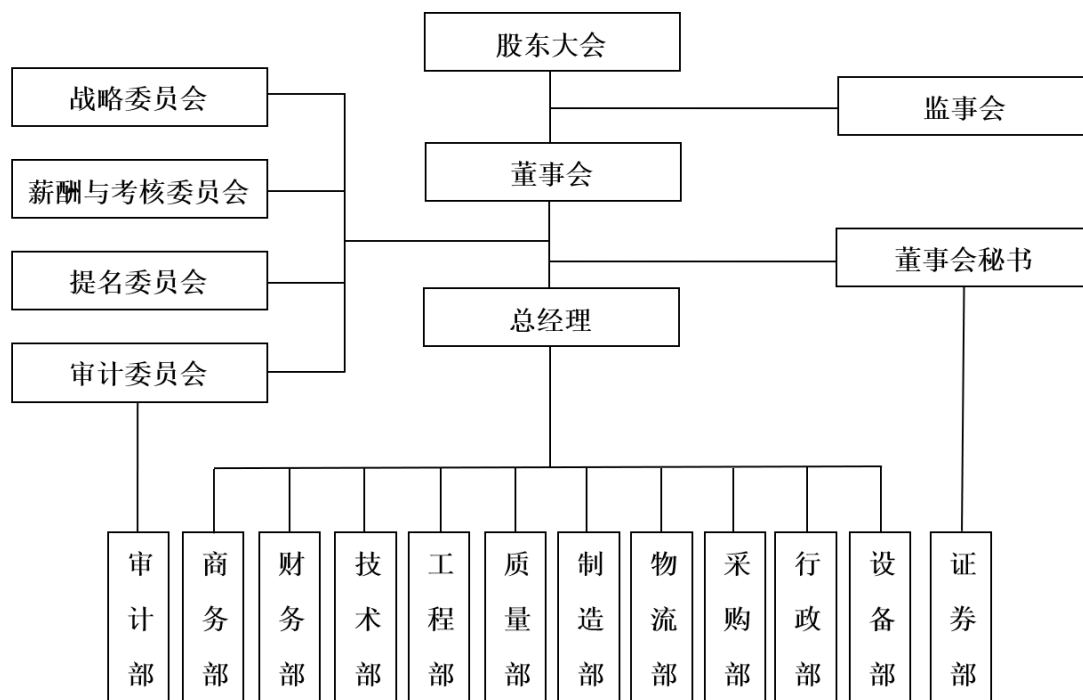 股东大会
战略委员会
监事会
薪酬与考核委员会
董事会
董事会秘书
提名委员会
总经理
审计委员会
审计部
商务部
财务部
技术部
工程部
质量部
制造部
物流部
采购部
行政部
设备部
证券部